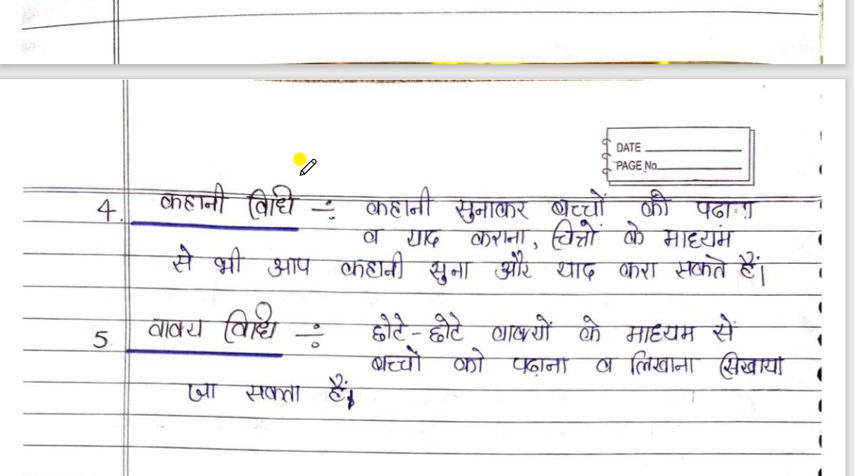 DATE
PAGE No.
4. कहानी विधि ÷ कहानी सुनाकर बच्चों को पढाना
व याद कराना, चित्रों के माध्यम
से भी आप कहानी सुना और याद करा सकते हैं।
5. वाक्य विधि ÷ छोटे-छोटे वाक्यों के माध्यम से
बच्चों को पढ़ाना व लिखाना सिखाया
जा सकता हैं।